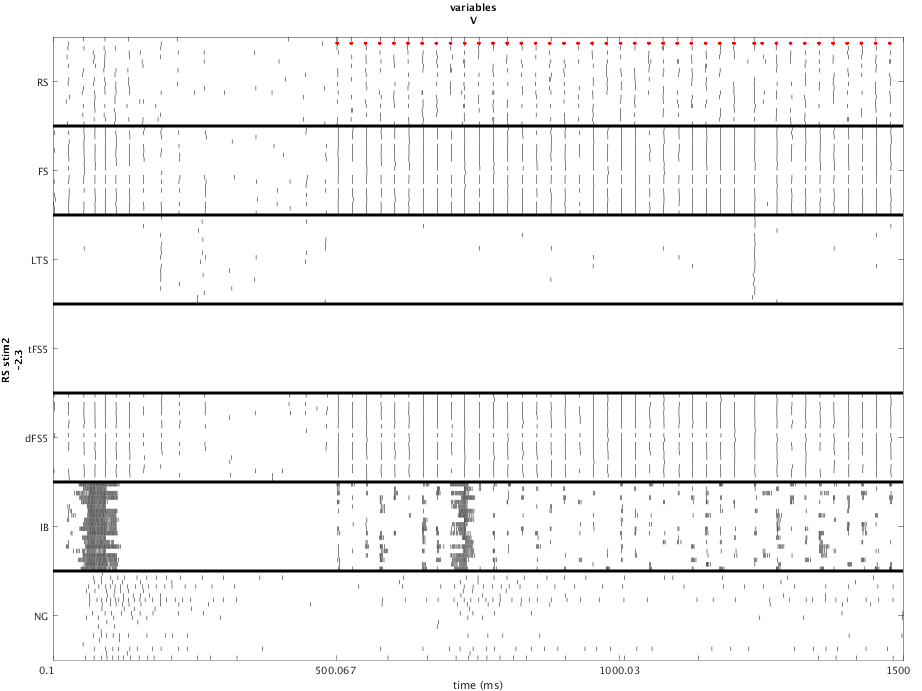 variables
V
RS
FS
LTS
tFS5
dFS5
IB
NG
RS stim2
-2.3
0.1
500.067
1000.03
1500
time (ms)